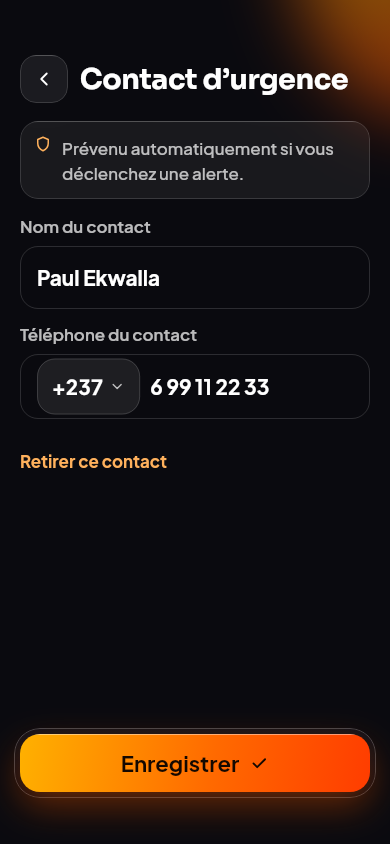 Contact d’urgence
Prévenu automatiquement si vous
déclenchez une alerte.
Nom du contact
Paul Ekwalla
Téléphone du contact
+237 6 99 11 22 33
Retirer ce contact
Enregistrer